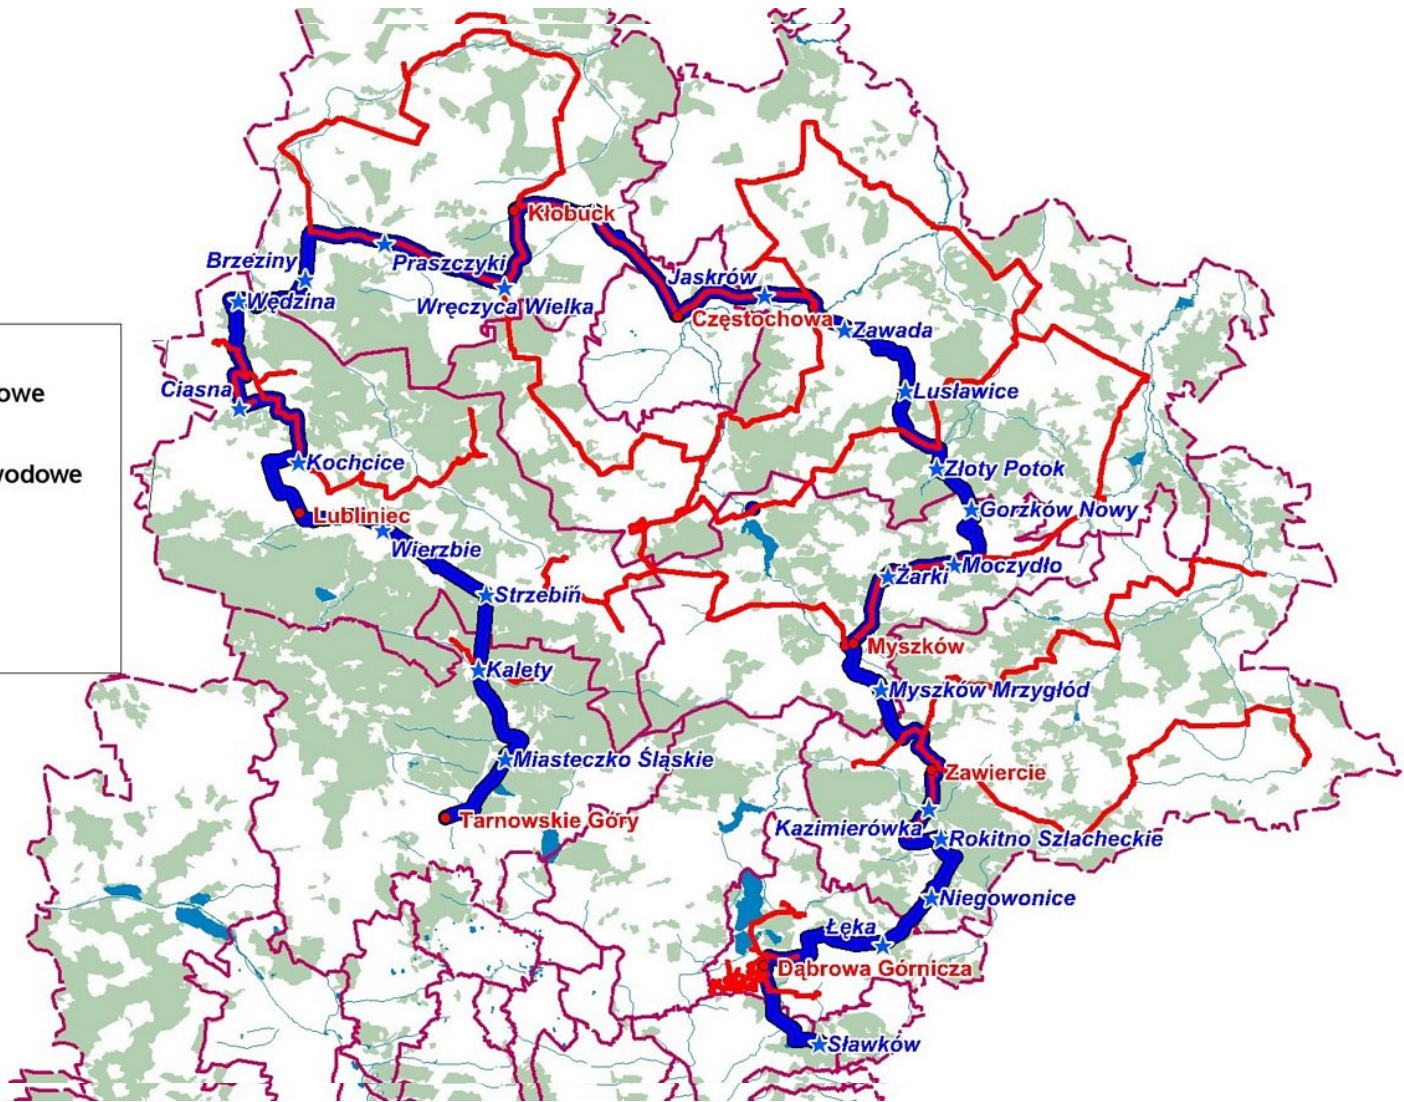 Kłobuck
Brzeziny
Praszczyki
Jaskrów
Wędzina
Wręczyca Wielka
Częstochowa
Zawada
owe
Ciasna
Lusławice
Kochcice
Złoty Potok
wodowe
Lubliniec
Gorzków Nowy
Wierzbie
Moczydło
Żarki
Strzebiń
Myszków
Kalety
Myszków Mrzygłód
Miasteczko Śląskie
Zawiercie
Tarnowskie Góry
Kazimierówka
Rokitno Szlacheckie
Niegowonice
Łęka
Dąbrowa Górnicza
Sławków